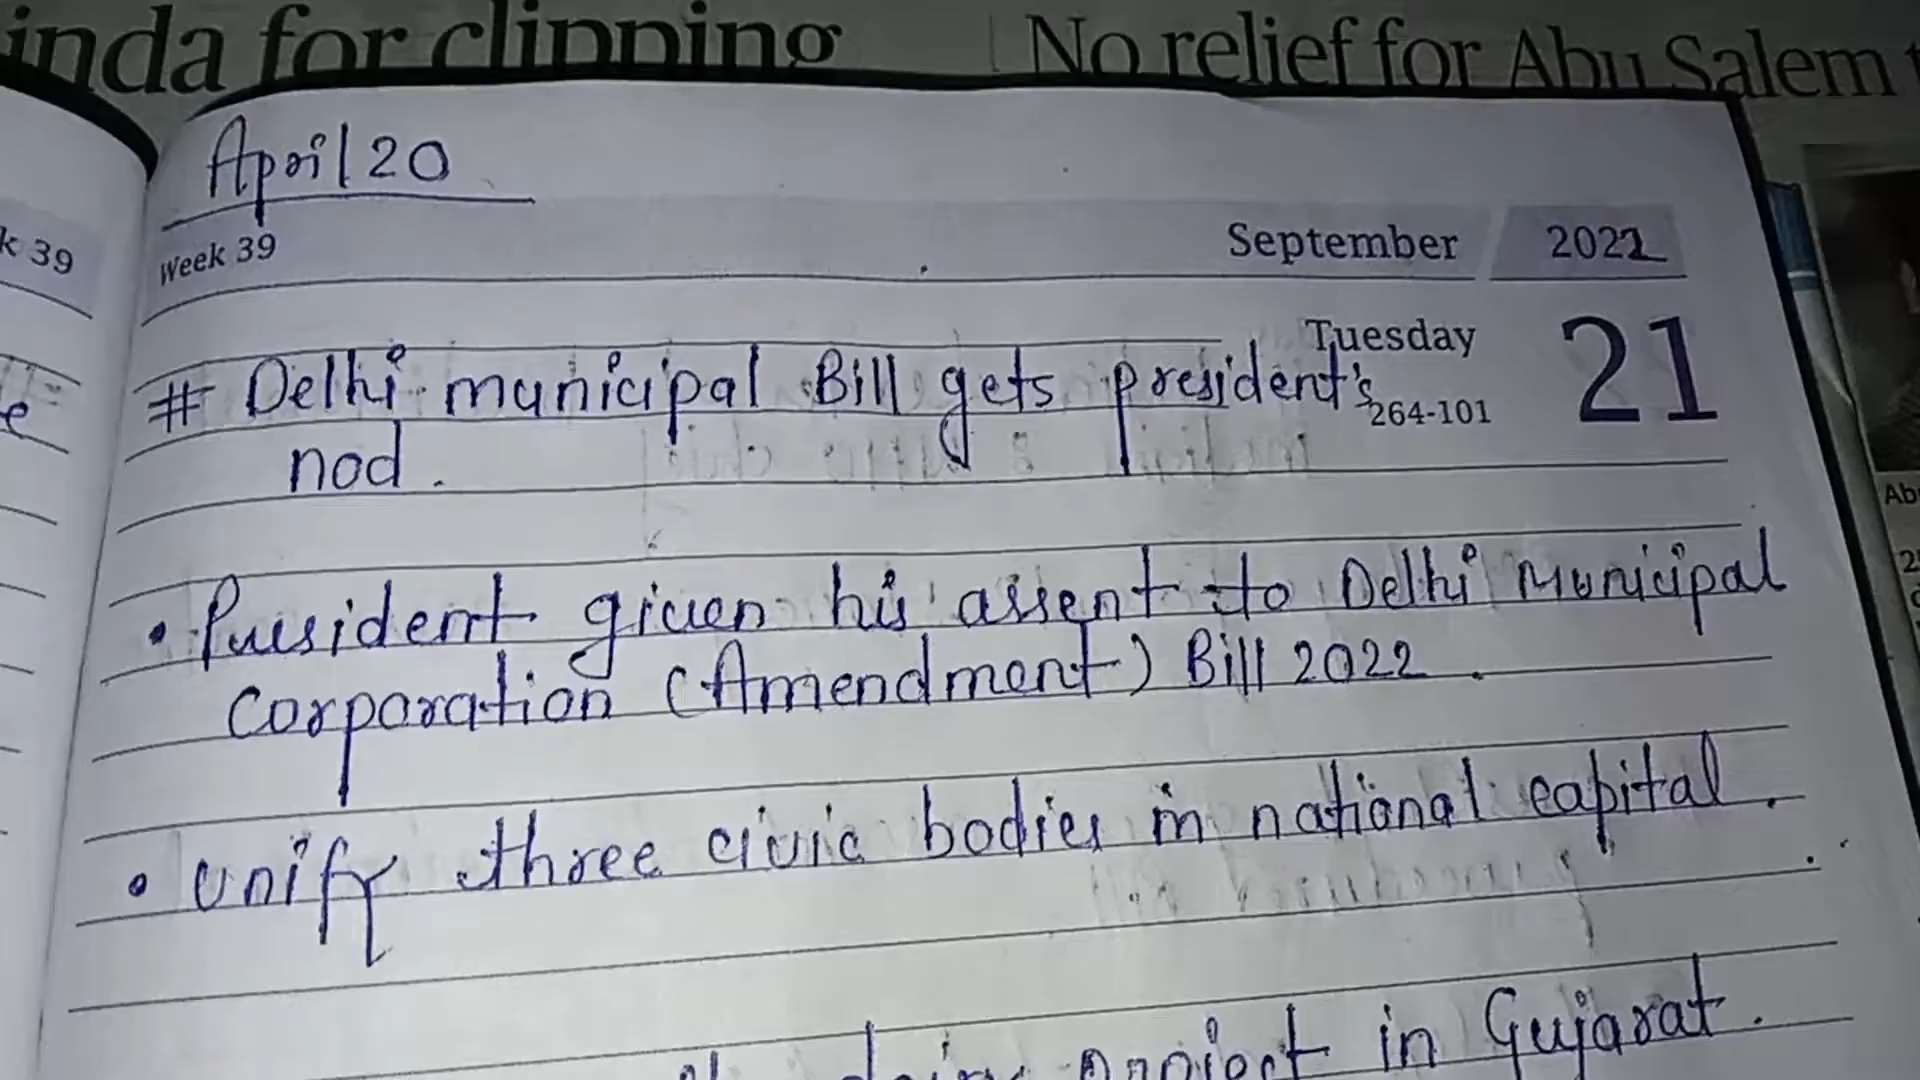 inda for clipping
No relief for Abu Salem
April 20
k 39
Week 39
September 2022
Tuesday 21
264-101
# Delhi municipal Bill gets president's
nod.
• President given his assent to Delhi Municipal
Corporation (Amendment) Bill 2022.
• Unify three civic bodies in national capital.
project in Gujarat.
e
Ab